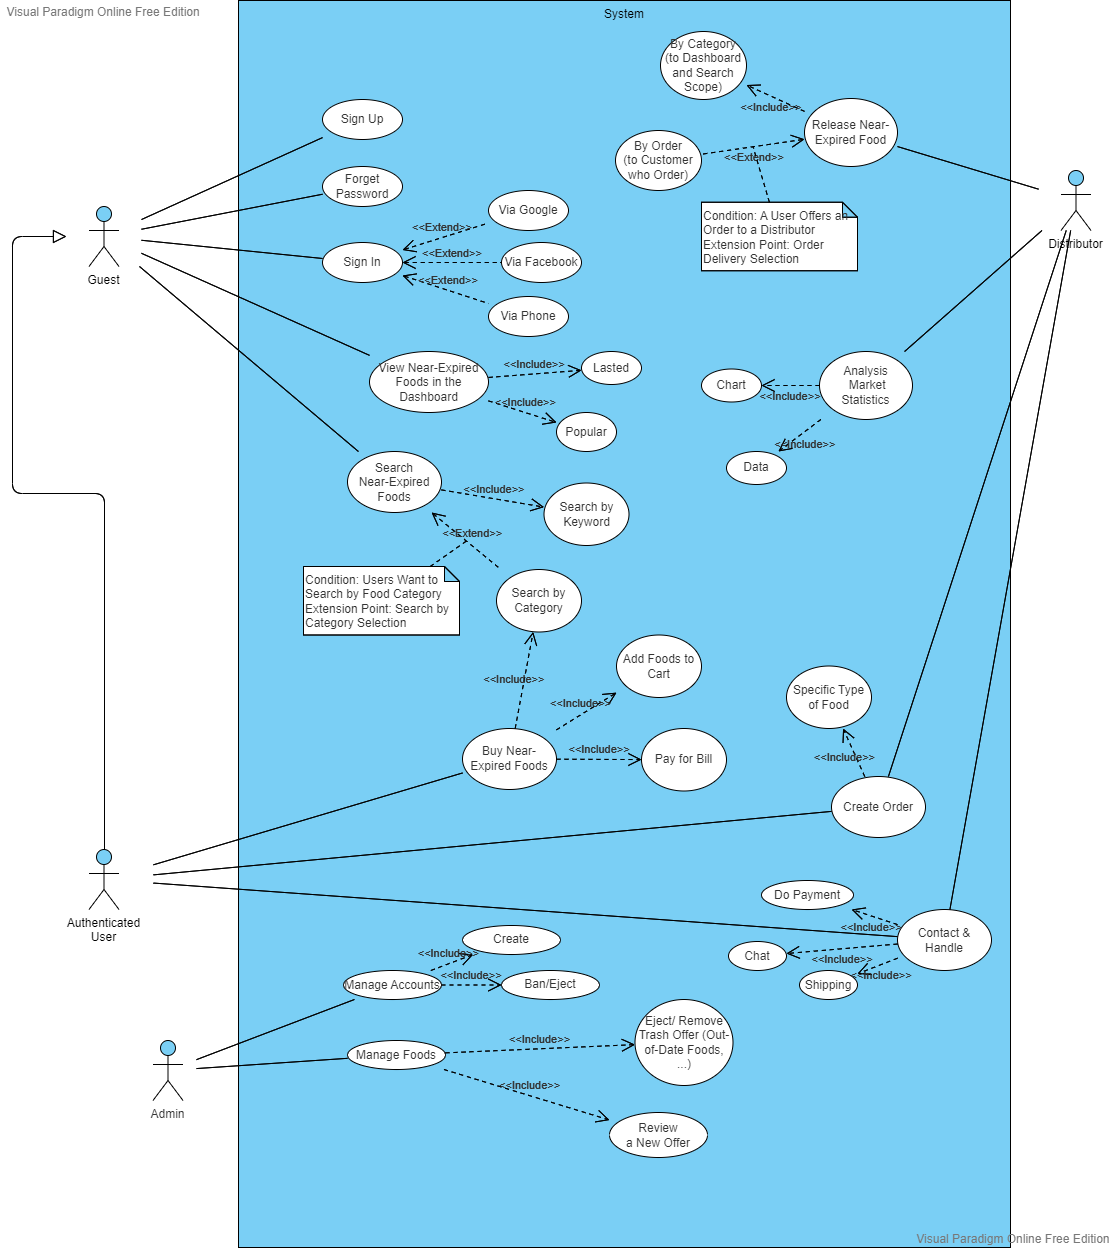 Visual Paradigm Online Free Edition
System
By Category
(to Dashboard
and Search
Scope)
<<Include>>
Release Near-
Expired Food
By Order
(to Customer
who Order)
<<Extend>>
Condition: A User Offers an
Order to a Distributor
Extension Point: Order
Delivery Selection
Distributor
Sign Up
Forget
Password
Guest
Sign In
Via Google
<<Extend>>
Via Facebook
<<Extend>>
Via Phone
<<Extend>>
View Near-Expired
Foods in the
Dashboard
<<Include>>
Lasted
<<Include>>
Popular
Analysis
Market
Statistics
Chart
<<Include>>
<<Include>>
Data
Search
Near-Expired
Foods
<<Include>>
Search by
Keyword
<<Extend>>
Condition: Users Want to
Search by Food Category
Extension Point: Search by
Category Selection
Search by
Category
<<Include>>
Add Foods to
Cart
<<Include>>
Buy Near-
Expired Foods
<<Include>>
Pay for Bill
Specific Type
of Food
<<Include>>
Create Order
Authenticated
User
Do Payment
<<Include>>
Contact &
Handle
Chat
<<Include>>
Shipping
<<Include>>
Create
<<Include>>
Manage Accounts
<<Include>>
Ban/Eject
Manage Foods
<<Include>>
Eject/ Remove
Trash Offer (Out-
of-Date Foods,
...)
<<Include>>
Review
a New Offer
Admin
Visual Paradigm Online Free Edition